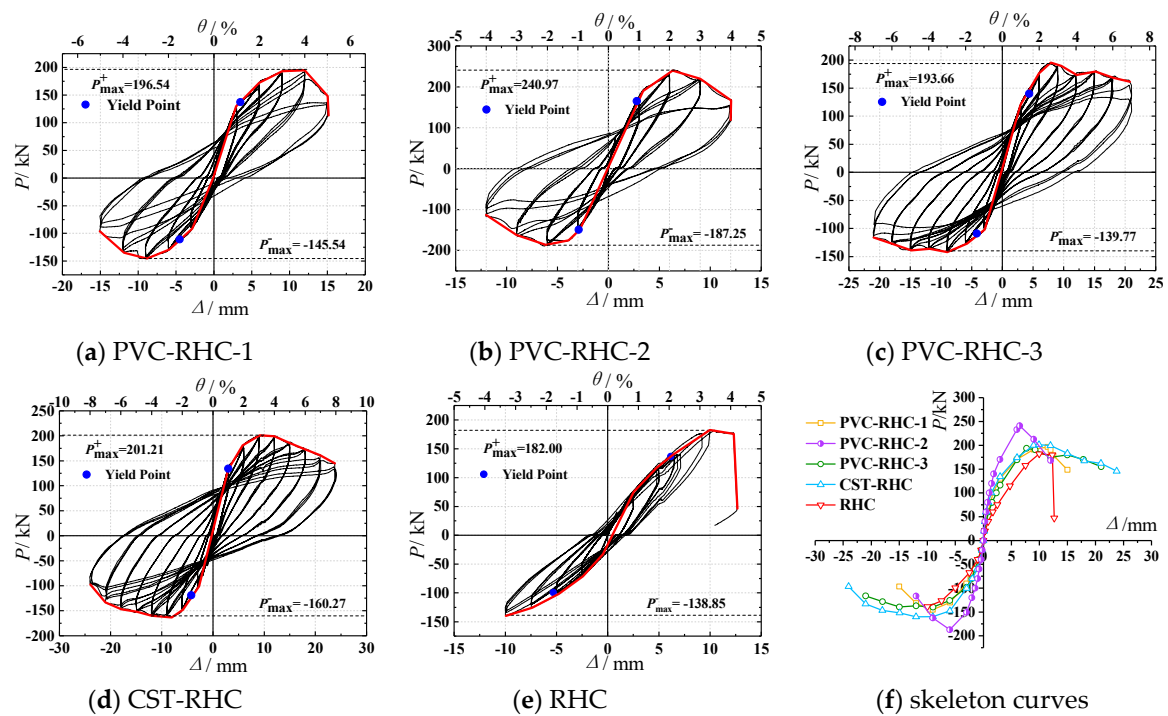 θ / %
-6 -4 -2 0 2 4 6
P / kN
200
150
100
50
0
-50
-100
-150
P+max=196.54
Yield Point
P-max= -145.54
-20 -15 -10 -5 0 5 10 15 20
Δ / mm
(a) PVC-RHC-1
θ / %
-5 -4 -3 -2 -1 0 1 2 3 4 5
P / kN
300
250
200
150
100
50
0
-50
-100
-150
-200
P+max=240.97
Yield Point
P-max= -187.25
-15 -10 -5 0 5 10 15
Δ / mm
(b) PVC-RHC-2
θ / %
-8 -6 -4 -2 0 2 4 6 8
P / kN
200
150
100
50
0
-50
-100
-150
P+max=193.66
Yield Point
P-max= -139.77
-25 -20 -15 -10 -5 0 5 10 15 20 25
Δ / mm
(c) PVC-RHC-3
θ / %
-10 -8 -6 -4 -2 0 2 4 6 8 10
P / kN
250
200
150
100
50
0
-50
-100
-150
-200
P+max=201.21
Yield Point
P-max= -160.27
-30 -20 -10 0 10 20 30
Δ / mm
(d) CST-RHC
θ / %
-5 -4 -3 -2 -1 0 1 2 3 4 5
P / kN
200
150
100
50
0
-50
-100
-150
P+max=182.00
Yield Point
P-max= -138.85
-15 -10 -5 0 5 10 15
Δ / mm
(e) RHC
P/kN
300
250
200
150
100
50
0
-50
-100
-150
-200
PVC-RHC-1
PVC-RHC-2
PVC-RHC-3
CST-RHC
RHC
Δ /mm
-30 -25 -20 -15 -10 -5 0 5 10 15 20 25 30
(f) skeleton curves